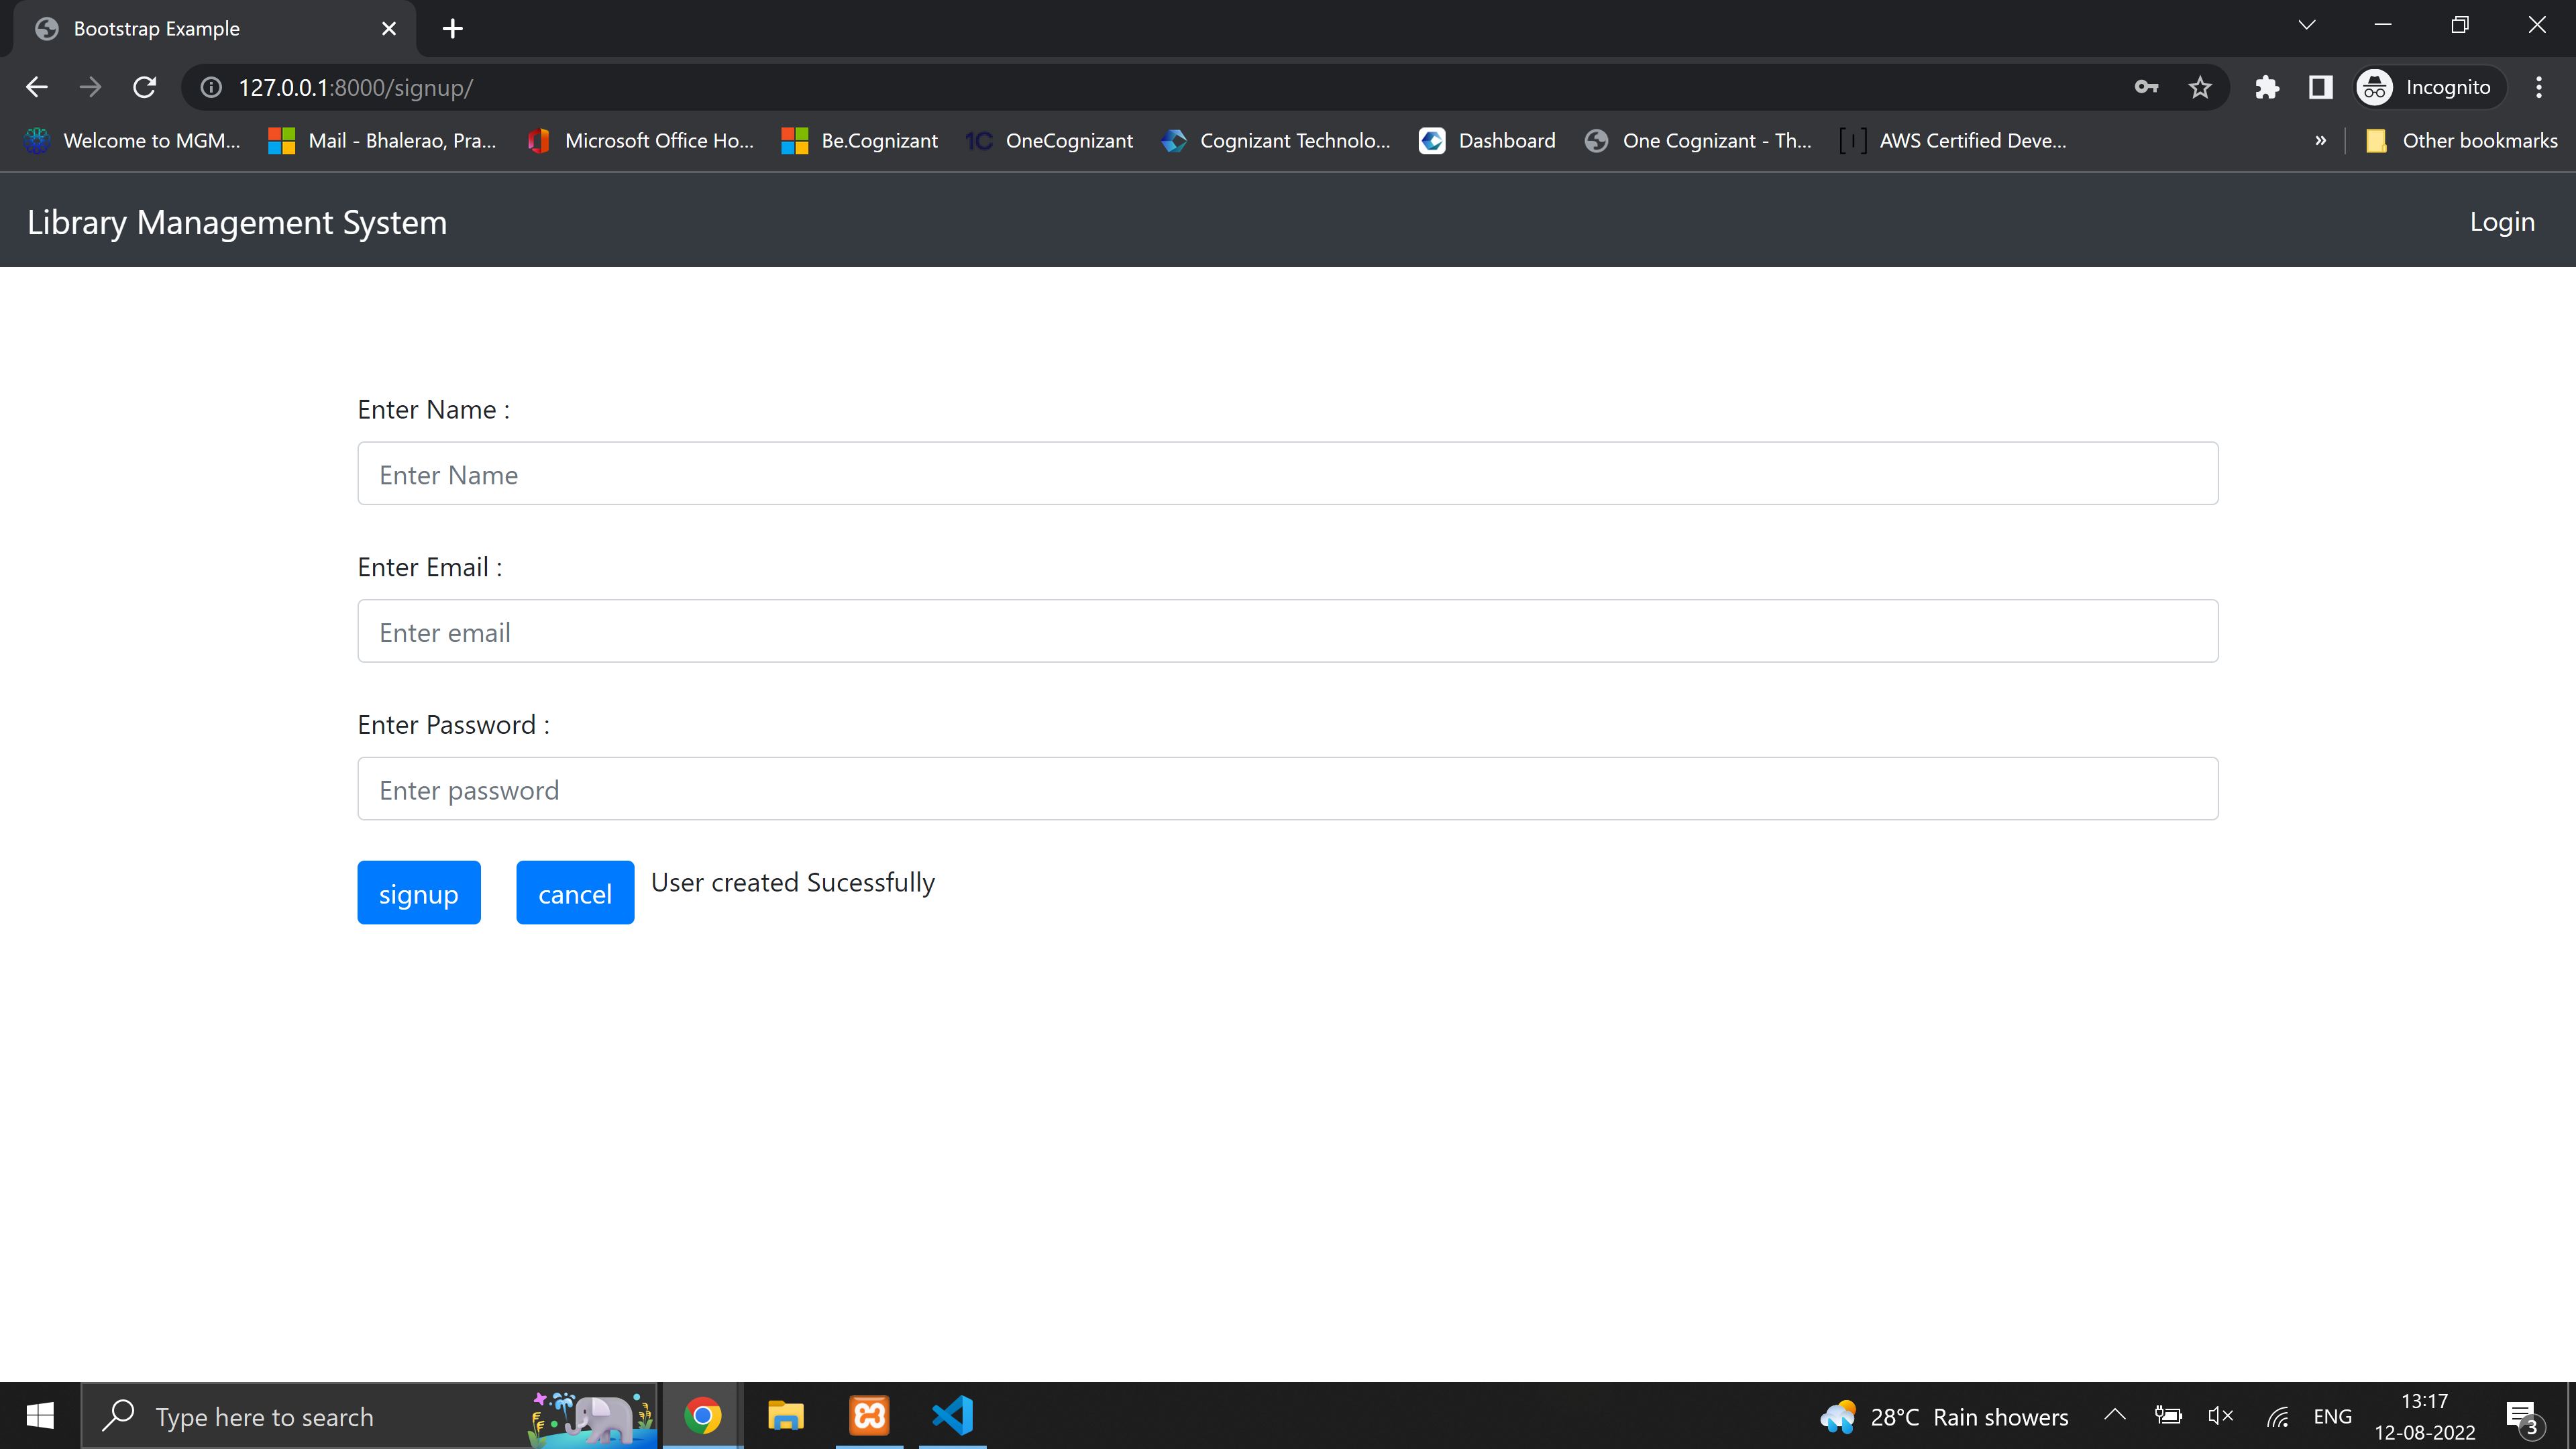 Bootstrap Example
127.0.0.1:8000/signup/
Incognito
Welcome to MGM... Mail - Bhalerao, Pra... Microsoft Office Ho... Be.Cognizant 1C OneCognizant Cognizant Technolo... Dashboard One Cognizant - Th... AWS Certified Deve... » Other bookmarks
Library Management System Login
Enter Name :
Enter Name
Enter Email :
Enter email
Enter Password :
Enter password
signup cancel User created Sucessfully
Type here to search
28°C Rain showers
ENG
13:17
12-08-2022
3